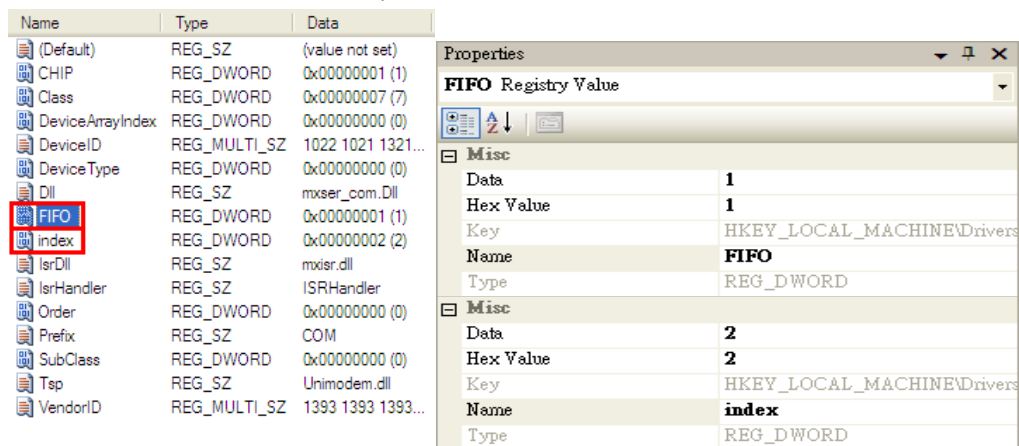 Name Type Data
(Default) REG_SZ (value not set)
CHIP REG_DWORD 0x00000001 (1)
Class REG_DWORD 0x00000007 (7)
DeviceArrayIndex REG_DWORD 0x00000000 (0)
DeviceID REG_MULTI_SZ 1022 1021 1321...
DeviceType REG_DWORD 0x00000000 (0)
Dll REG_SZ mxser_com.Dll
FIFO REG_DWORD 0x00000001 (1)
index REG_DWORD 0x00000002 (2)
IsrDll REG_SZ mxisr.dll
IsrHandler REG_SZ ISRHandler
Order REG_DWORD 0x00000000 (0)
Prefix REG_SZ COM
SubClass REG_DWORD 0x00000000 (0)
Tsp REG_SZ Unimodem.dll
VendorID REG_MULTI_SZ 1393 1393 1393...
Properties
FIFO Registry Value
Misc
Data 1
Hex Value 1
Key HKEY_LOCAL_MACHINE\Drivers
Name FIFO
Type REG_DWORD
Misc
Data 2
Hex Value 2
Key HKEY_LOCAL_MACHINE\Drivers
Name index
Type REG_DWORD